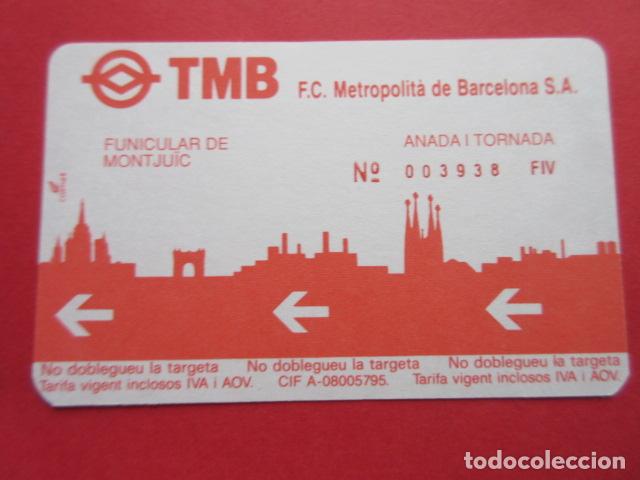 TMB F.C. Metropolità de Barcelona S.A.
FUNICULAR DE MONTJUÏC
ANADA I TORNADA
Nº 003938 FIV
No doblegueu la targeta No doblegueu la targeta No doblegueu la targeta
Tarifa vigent inclosos IVA i AOV. CIF A-08005795. Tarifa vigent inclosos IVA i AOV.
todocoleccion